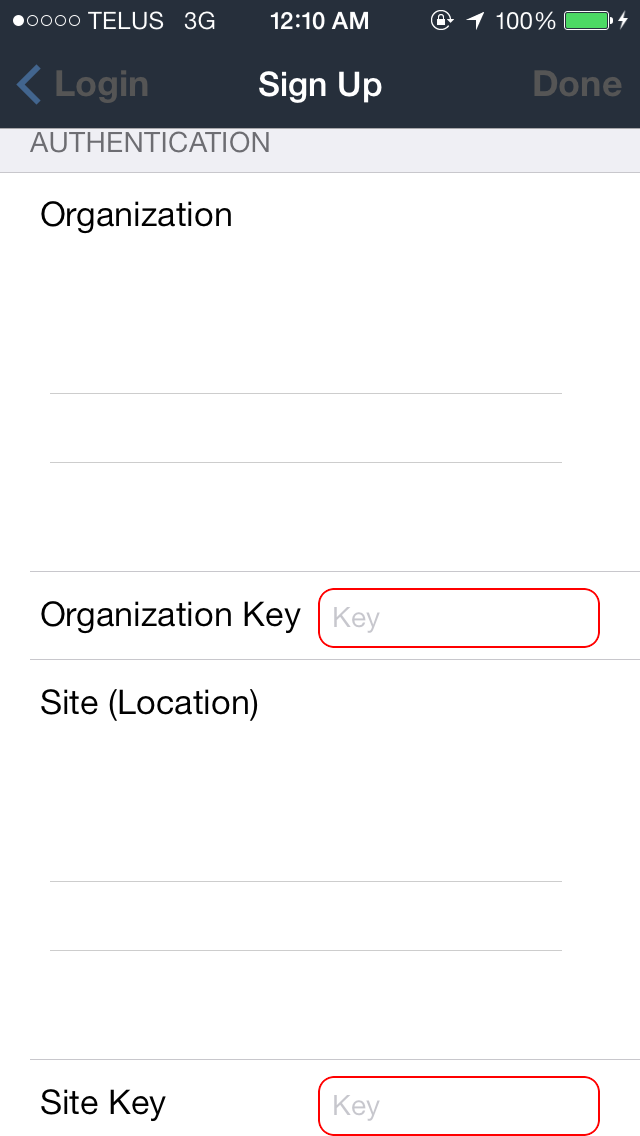 TELUS 3G 12:10 AM 100%
Login Sign Up Done
AUTHENTICATION
Organization
Organization Key Key
Site (Location)
Site Key Key